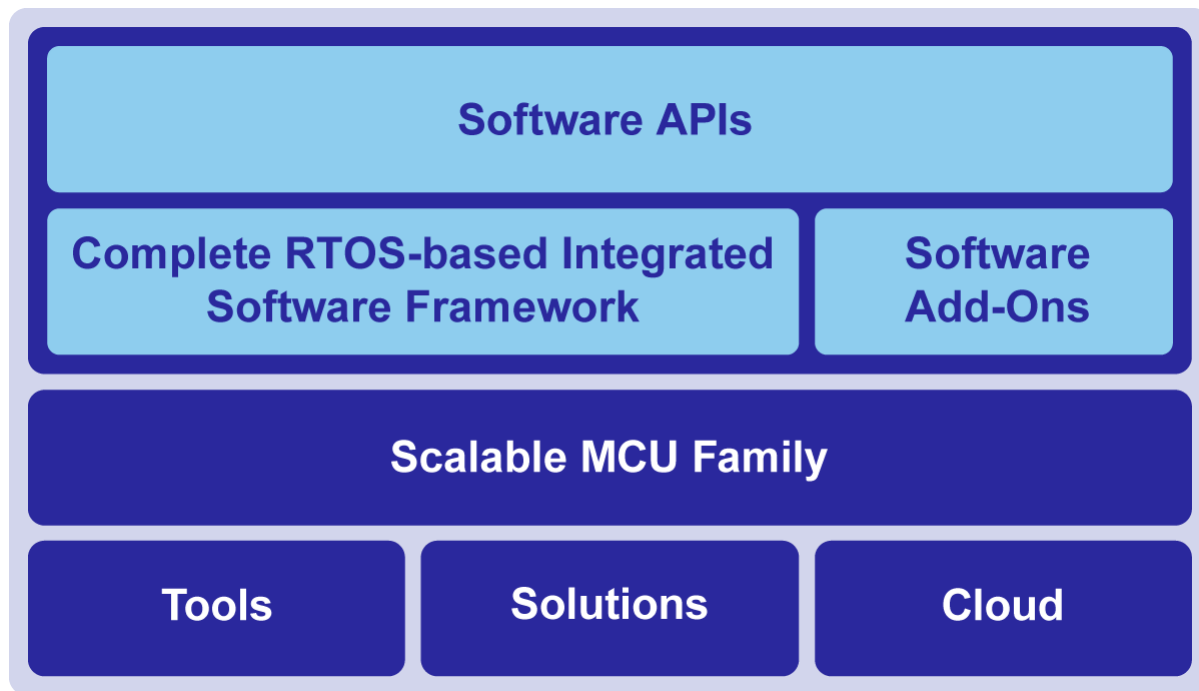 Software APIs
Complete RTOS-based Integrated
Software Framework
Software
Add-Ons
Scalable MCU Family
Tools
Solutions
Cloud